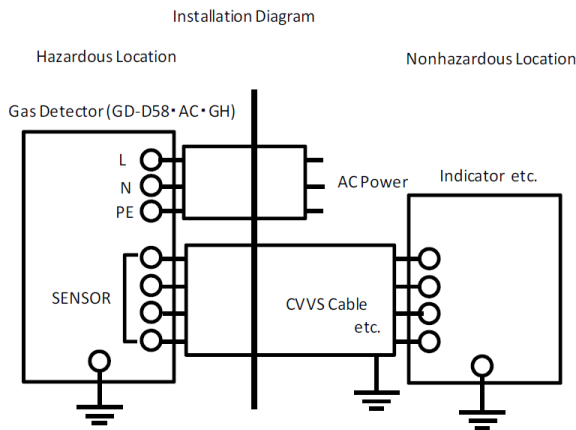 Installation Diagram
Hazardous Location
Nonhazardous Location
Gas Detector (GD-D58・AC・GH)
L
N
PE
AC Power
Indicator etc.
SENSOR
CVVS Cable
etc.